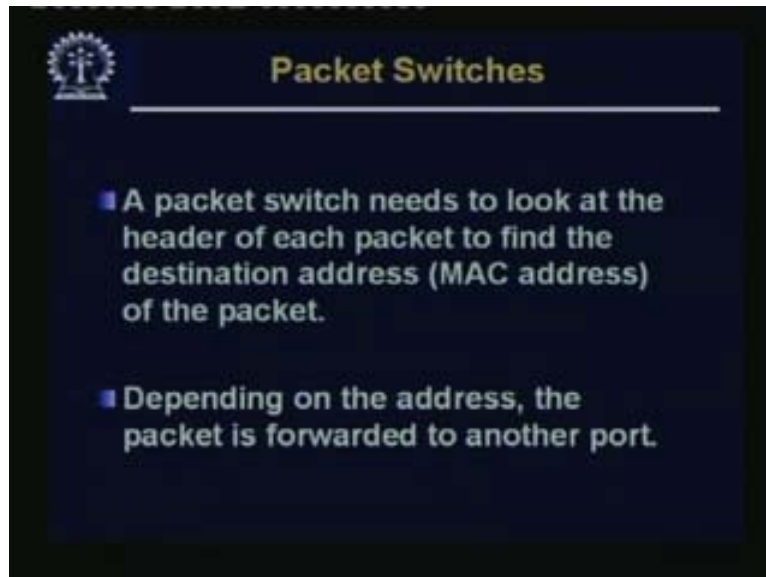 Packet Switches
A packet switch needs to look at the
header of each packet to find the
destination address (MAC address)
of the packet.
Depending on the address, the
packet is forwarded to another port.